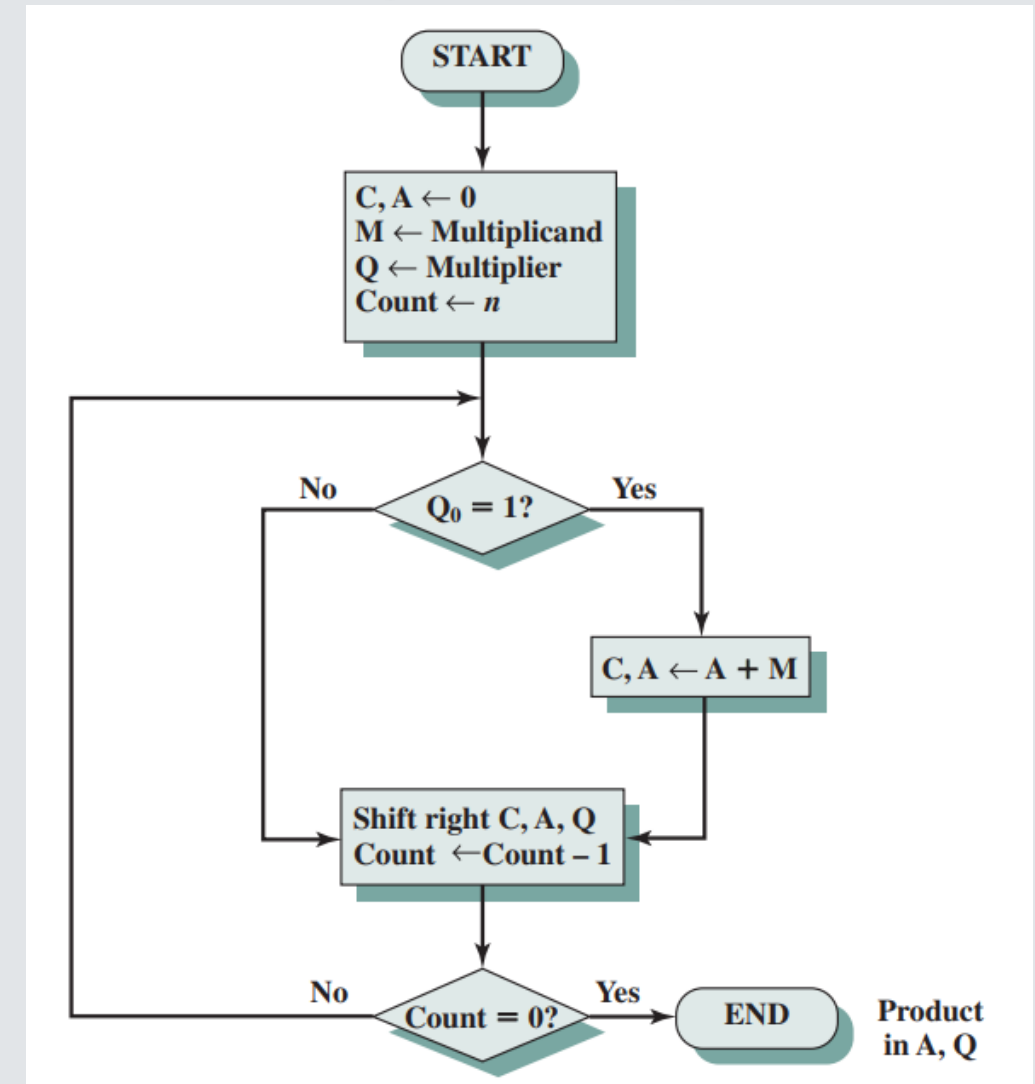 START
C, A ← 0
M ← Multiplicand
Q ← Multiplier
Count ← n
No
Q₀ = 1?
Yes
C, A ← A + M
Shift right C, A, Q
Count ←Count – 1
No
Count = 0?
Yes
END
Product
in A, Q